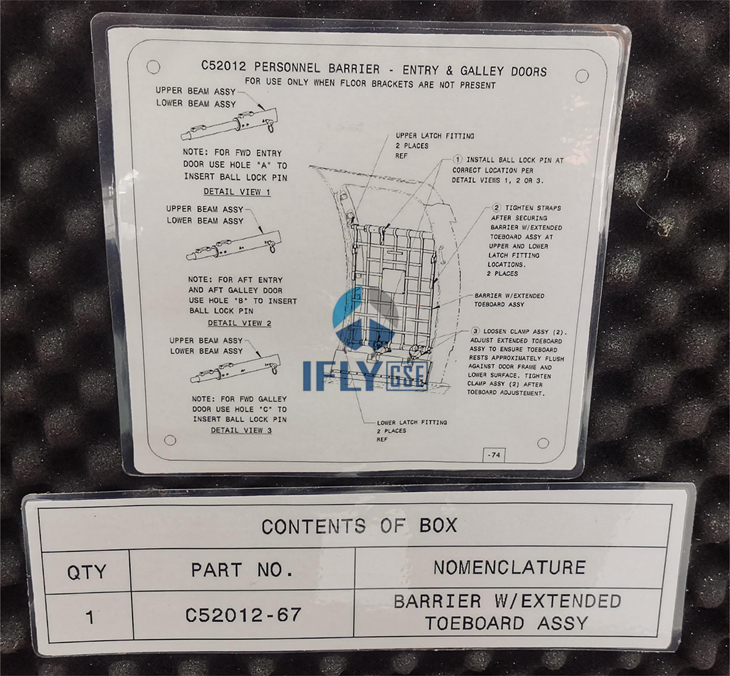 C52012 PERSONNEL BARRIER - ENTRY & GALLEY DOORS
FOR USE ONLY WHEN FLOOR BRACKETS ARE NOT PRESENT
UPPER BEAM ASSY
LOWER BEAM ASSY
NOTE: FOR FWD ENTRY
DOOR USE HOLE "A" TO
INSERT BALL LOCK PIN
DETAIL VIEW 1
UPPER BEAM ASSY
LOWER BEAM ASSY
NOTE: FOR AFT ENTRY
AND AFT GALLEY DOOR
USE HOLE "B" TO INSERT
BALL LOCK PIN
DETAIL VIEW 2
UPPER BEAM ASSY
LOWER BEAM ASSY
NOTE: FOR FWD GALLEY
DOOR USE HOLE "C" TO
INSERT BALL LOCK PIN
DETAIL VIEW 3
UPPER LATCH FITTING
2 PLACES
REF
1 INSTALL BALL LOCK PIN AT
CORRECT LOCATION PER
DETAIL VIEWS 1, 2 OR 3.
2 TIGHTEN STRAPS
AFTER SECURING
BARRIER W/EXTENDED
TOEBOARD ASSY AT
UPPER AND LOWER
LATCH FITTING
LOCATIONS.
2 PLACES
BARRIER W/EXTENDED
TOEBOARD ASSY
3 LOOSEN CLAMP ASSY (2).
ADJUST EXTENDED TOEBOARD
ASSY TO ENSURE TOEBOARD
RESTS APPROXIMATELY FLUSH
AGAINST DOOR FRAME AND
LOWER SURFACE. TIGHTEN
CLAMP ASSY (2) AFTER
TOEBOARD ADJUSTEMENT.
LOWER LATCH FITTING
2 PLACES
REF
-74
IFLY GSE
CONTENTS OF BOX
QTY PART NO. NOMENCLATURE
1 C52012-67 BARRIER W/EXTENDED
TOEBOARD ASSY